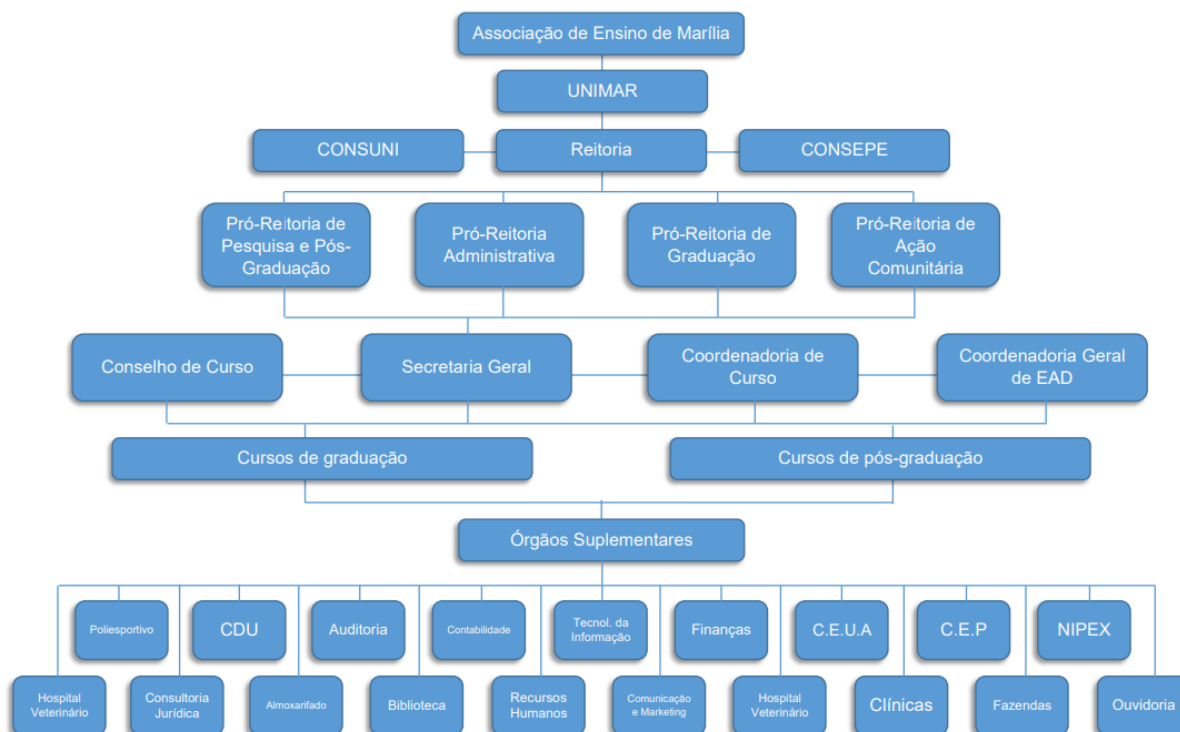 Associação de Ensino de Marília
UNIMAR
CONSUNI
Reitoria
CONSEPE
Pró-Reitoria de
Pesquisa e Pós-
Graduação
Pró-Reitoria
Administrativa
Pró-Reitoria de
Graduação
Pró-Reitoria de
Ação
Comunitária
Conselho de Curso
Secretaria Geral
Coordenadoria de
Curso
Coordenadoria Geral
de EAD
Cursos de graduação
Cursos de pós-graduação
Órgãos Suplementares
Poliesportivo
CDU
Auditoria
Contabilidade
Tecnol. da
Informação
Finanças
C.E.U.A
C.E.P
NIPEX
Hospital
Veterinário
Consultoria
Jurídica
Almoxarifado
Biblioteca
Recursos
Humanos
Comunicação
e Marketing
Hospital
Veterinário
Clínicas
Fazendas
Ouvidoria